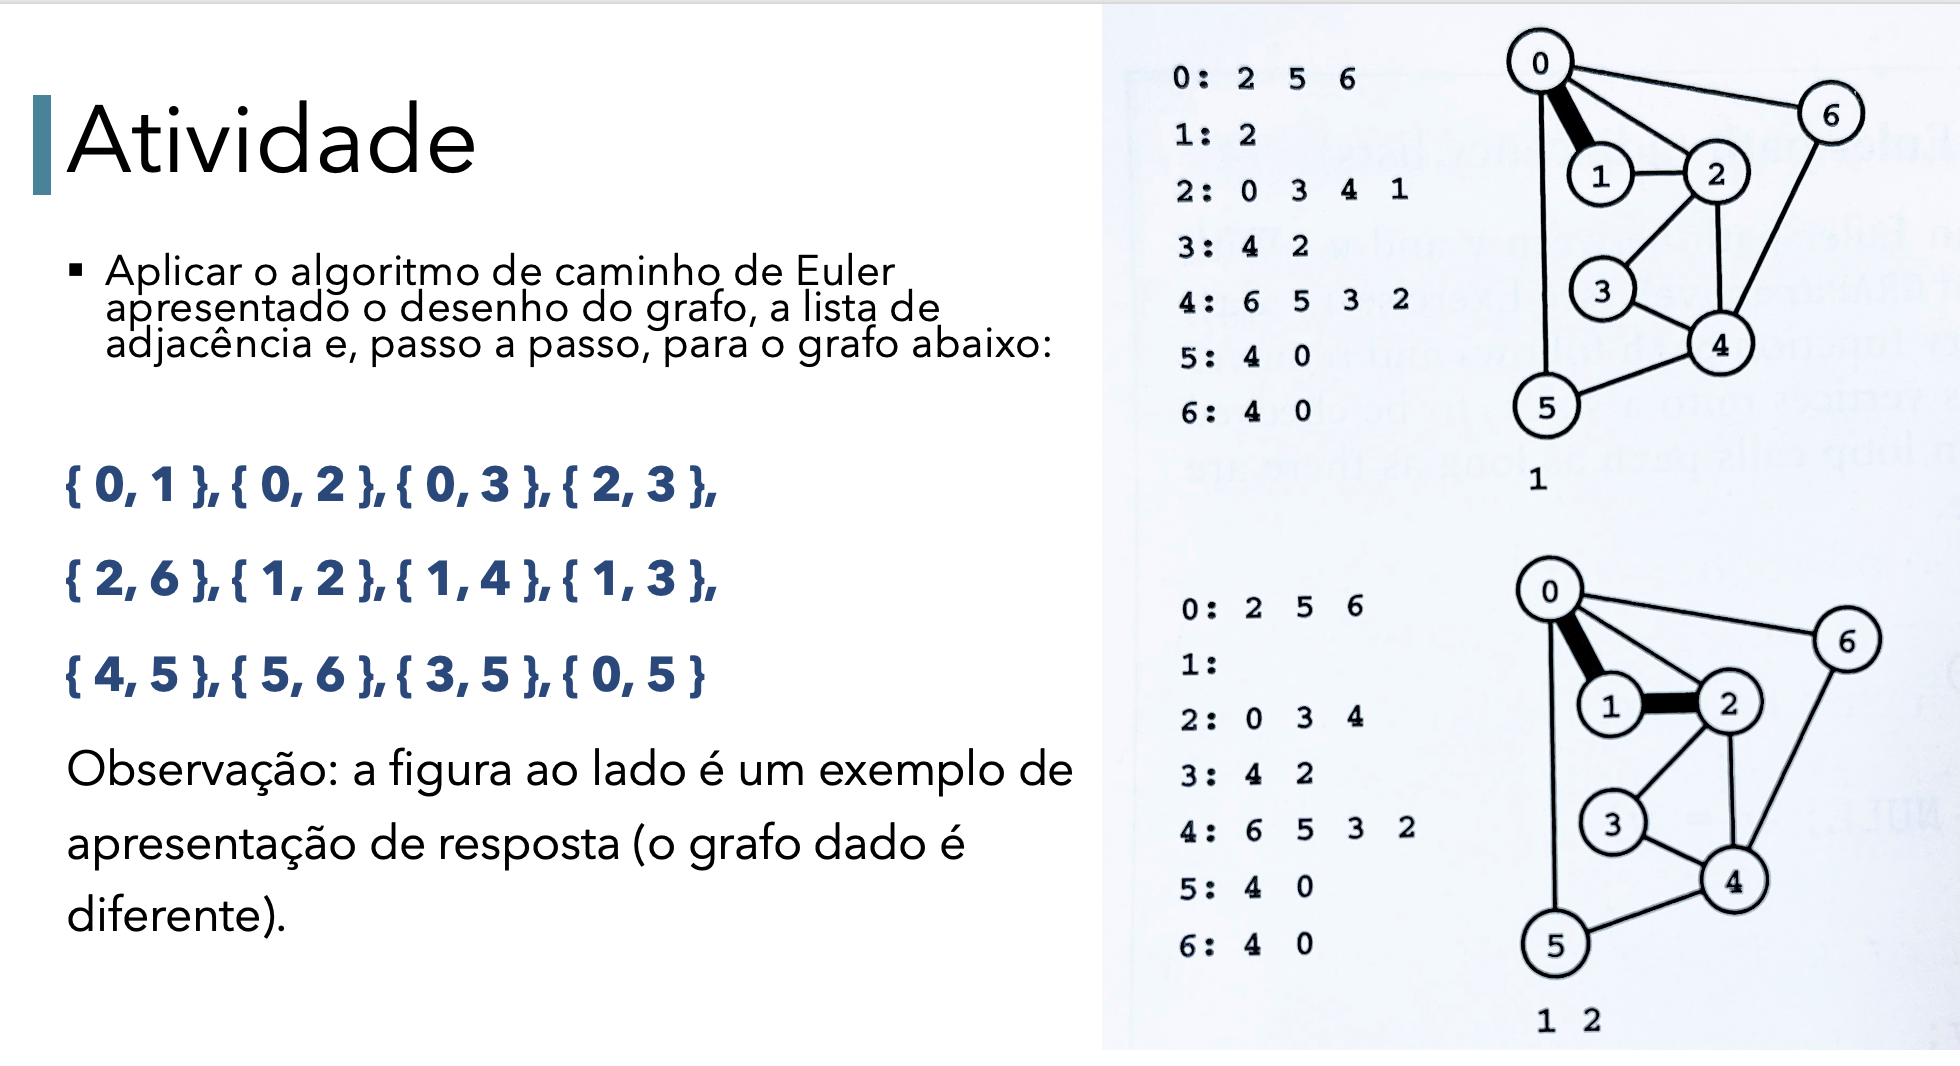 Atividade
▪ Aplicar o algoritmo de caminho de Euler
apresentado o desenho do grafo, a lista de
adjacência e, passo a passo, para o grafo abaixo:
{ 0, 1 }, { 0, 2 }, { 0, 3 }, { 2, 3 },
{ 2, 6 }, { 1, 2 }, { 1, 4 }, { 1, 3 },
{ 4, 5 }, { 5, 6 }, { 3, 5 }, { 0, 5 }
Observação: a figura ao lado é um exemplo de
apresentação de resposta (o grafo dado é
diferente).
0: 2 5 6
1: 2
2: 0 3 4 1
3: 4 2
4: 6 5 3 2
5: 4 0
6: 4 0
0
6
1
2
3
4
5
1
0: 2 5 6
1:
2: 0 3 4
3: 4 2
4: 6 5 3 2
5: 4 0
6: 4 0
0
6
1
2
3
4
5
1 2